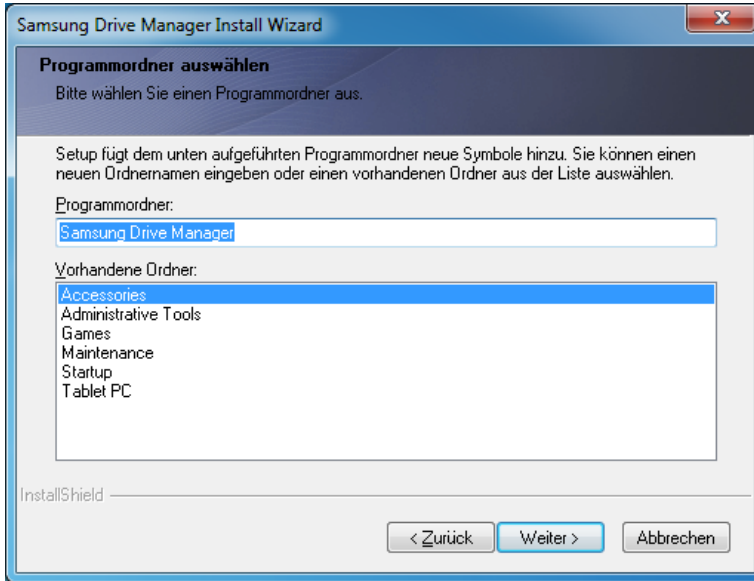 Samsung Drive Manager Install Wizard
Programmordner auswählen
Bitte wählen Sie einen Programmordner aus.
Setup fügt dem unten aufgeführten Programmordner neue Symbole hinzu. Sie können einen
neuen Ordnernamen eingeben oder einen vorhandenen Ordner aus der Liste auswählen.
Programmordner:
Samsung Drive Manager
Vorhandene Ordner:
Accessories
Administrative Tools
Games
Maintenance
Startup
Tablet PC
InstallShield
< Zurück Weiter > Abbrechen